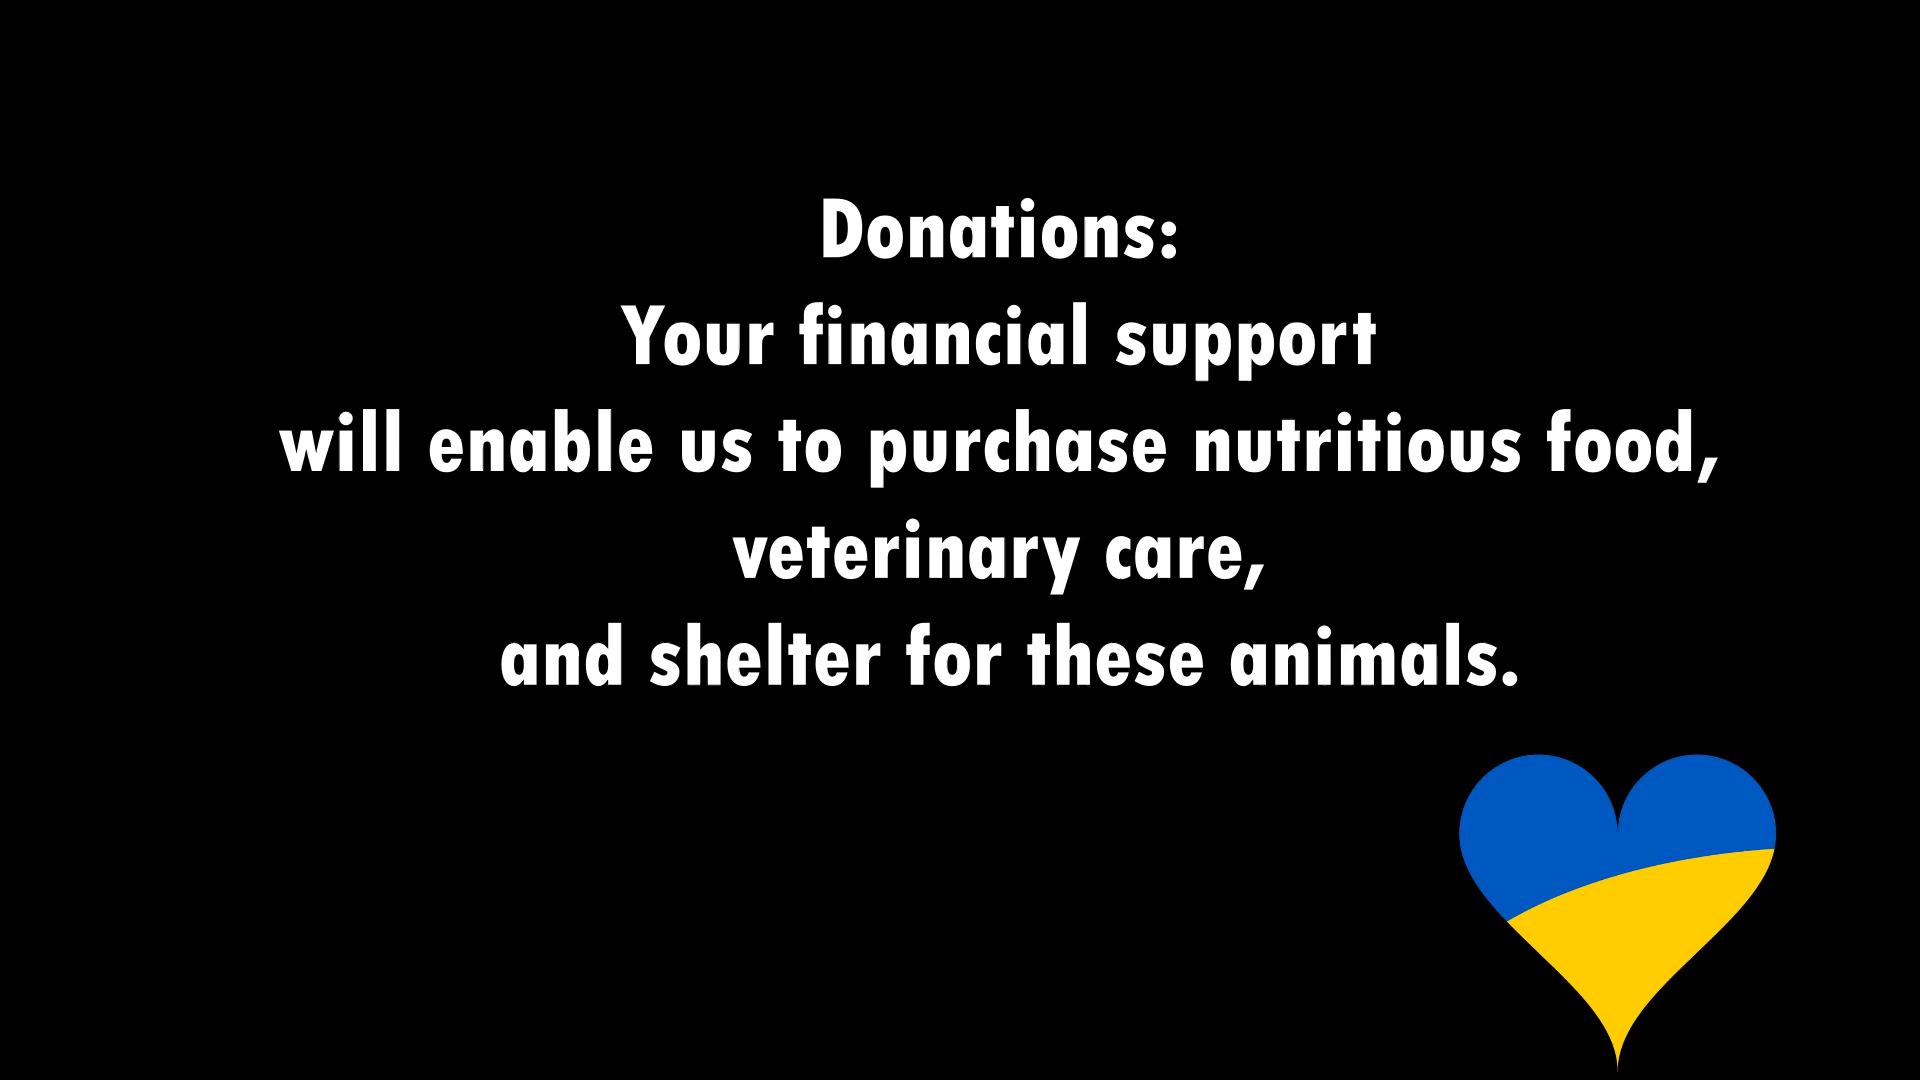 Donations:
Your financial support
will enable us to purchase nutritious food,
veterinary care,
and shelter for these animals.